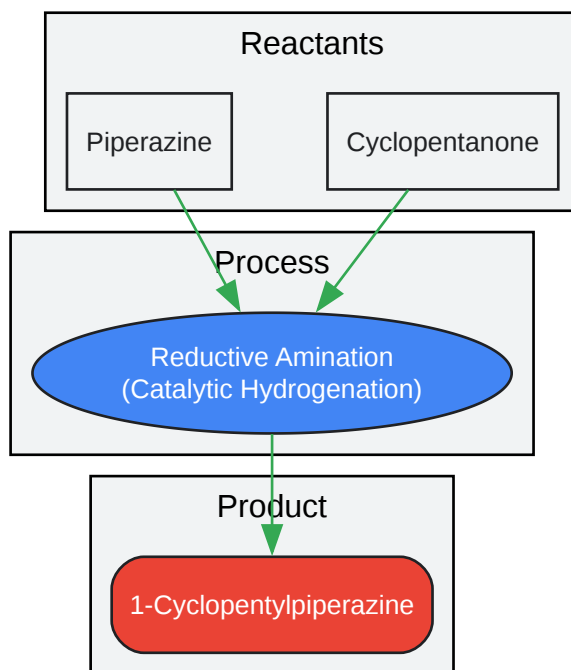 Reactants
Piperazine
Cyclopentanone
Process
Reductive Amination
(Catalytic Hydrogenation)
Product
1-Cyclopentylpiperazine